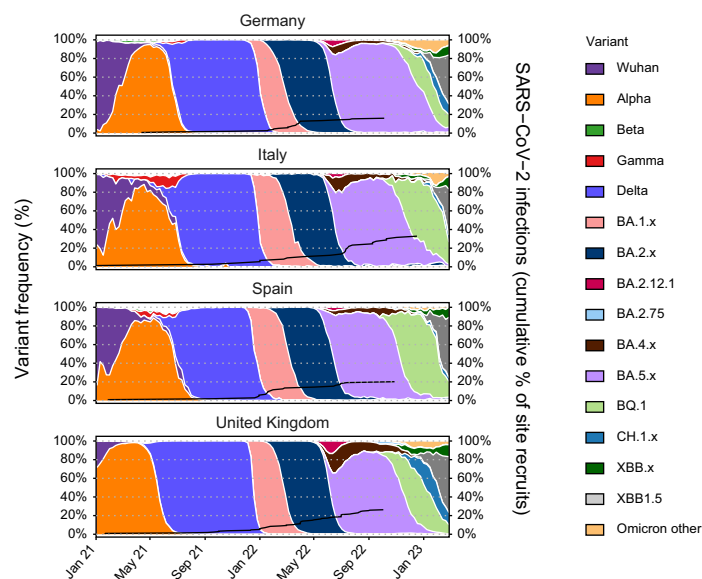 Germany
100% 100%
80% 80%
60% 60%
40% 40%
20% 20%
0% 0%
Italy
100% 100%
80% 80%
60% 60%
40% 40%
20% 20%
0% 0%
Spain
100% 100%
80% 80%
60% 60%
40% 40%
20% 20%
0% 0%
United Kingdom
100% 100%
80% 80%
60% 60%
40% 40%
20% 20%
0% 0%
Jan 21 May 21 Sep 21 Jan 22 May 22 Sep 22 Jan 23
Variant frequency (%)
SARS−CoV−2 infections (cumulative % of site recruits)
Variant
Wuhan
Alpha
Beta
Gamma
Delta
BA.1.x
BA.2.x
BA.2.12.1
BA.2.75
BA.4.x
BA.5.x
BQ.1
CH.1.x
XBB.x
XBB1.5
Omicron other